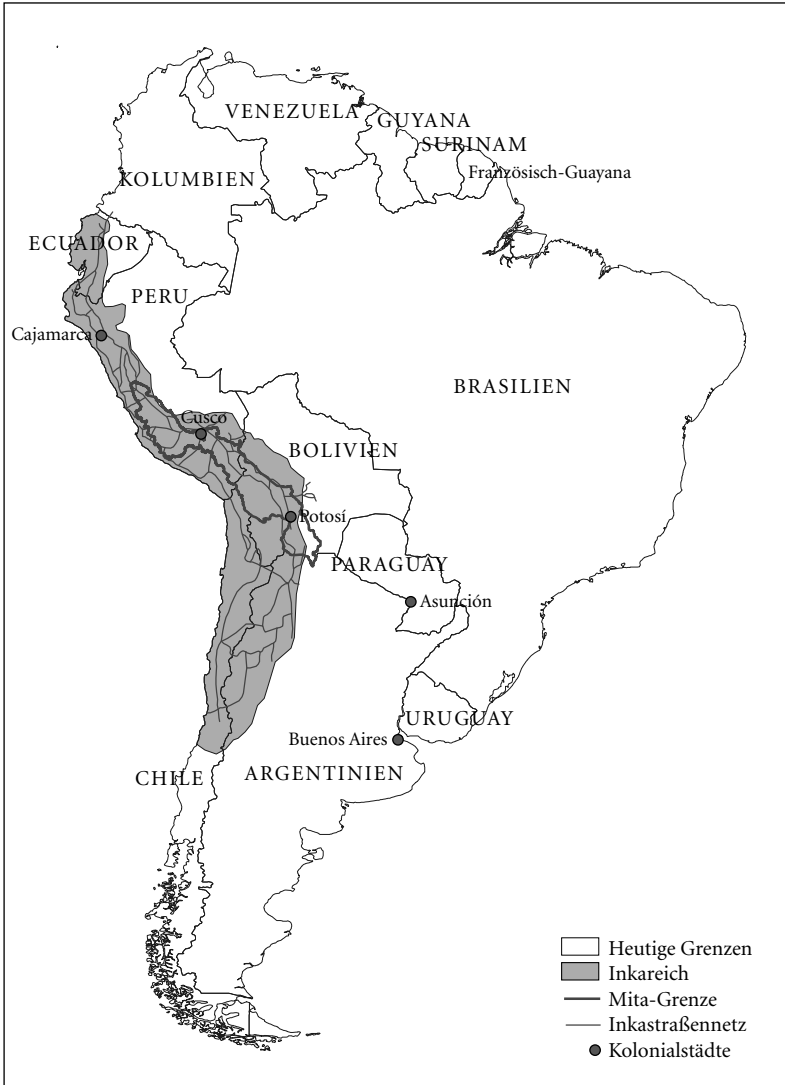 VENEZUELA
GUYANA
SURINAM
Französisch-Guayana
KOLUMBIEN
ECUADOR
PERU
Cajamarca
BRASILIEN
Cusco
BOLIVIEN
Potosí
PARAGUAY
Asunción
URUGUAY
Buenos Aires
CHILE
ARGENTINIEN
Heutige Grenzen
Inkareich
Mita-Grenze
Inkastraßennetz
Kolonialstädte